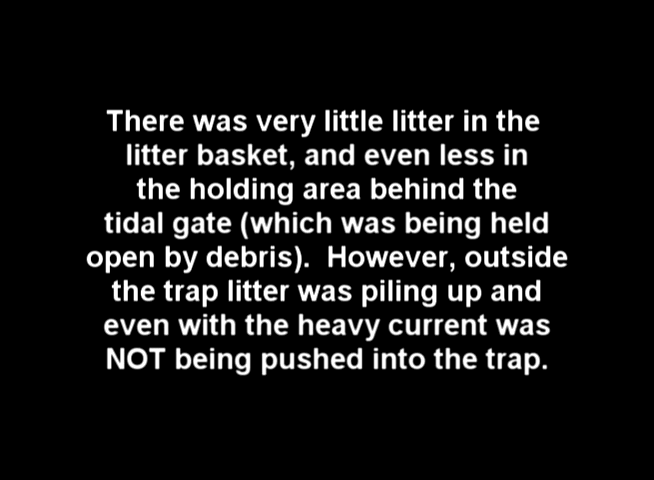 There was very little litter in the
litter basket, and even less in
the holding area behind the
tidal gate (which was being held
open by debris).  However, outside
the trap litter was piling up and
even with the heavy current was
NOT being pushed into the trap.